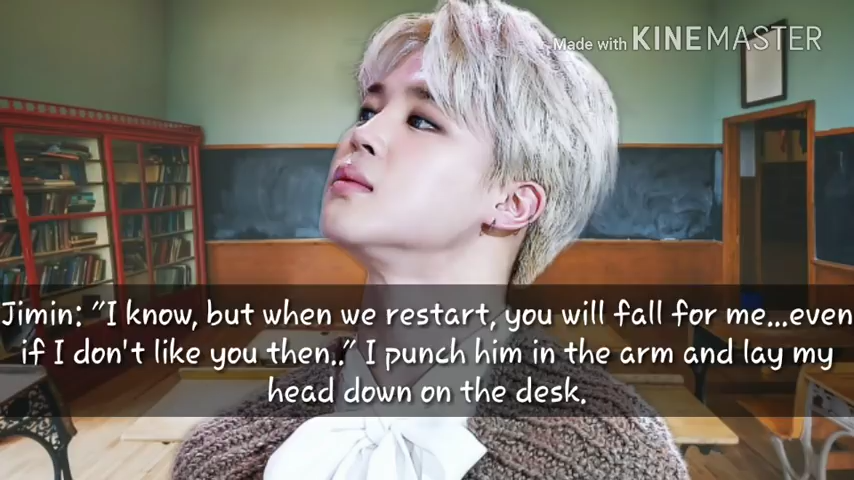 Made with KINEMASTER
Jimin: "I know, but when we restart, you will fall for me...even
if I don't like you then.." I punch him in the arm and lay my
head down on the desk.